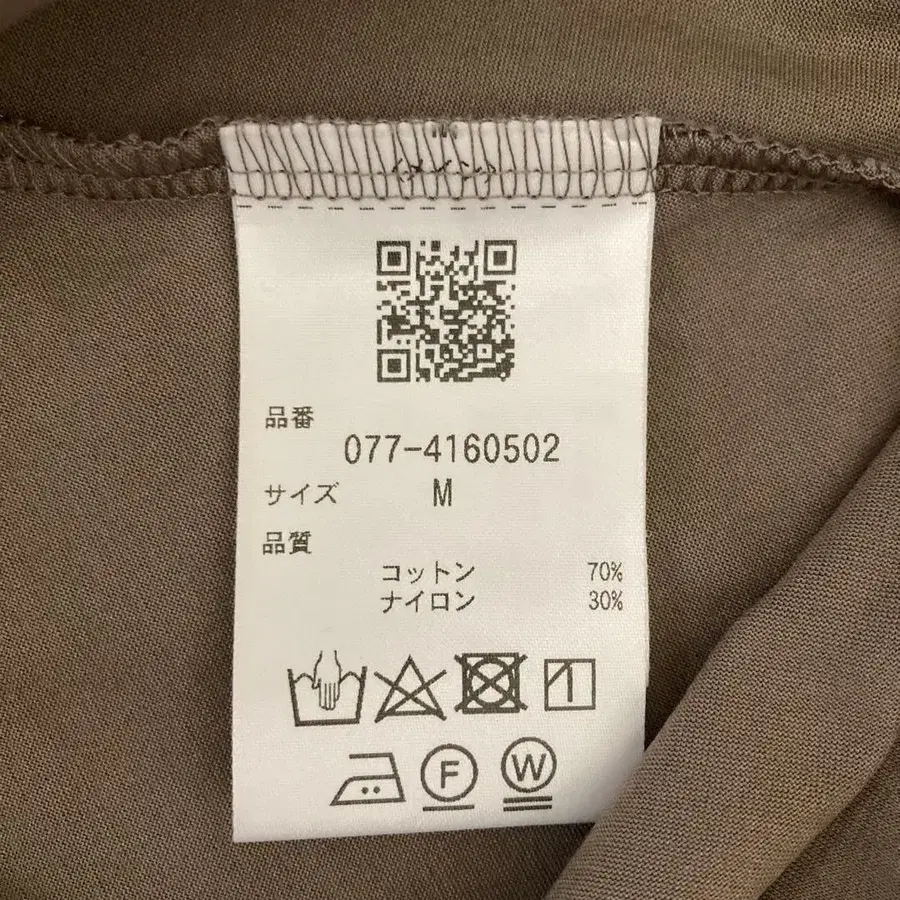 品番
077-4160502
サイズ M
品質
コットン 70%
ナイロン 30%
F W